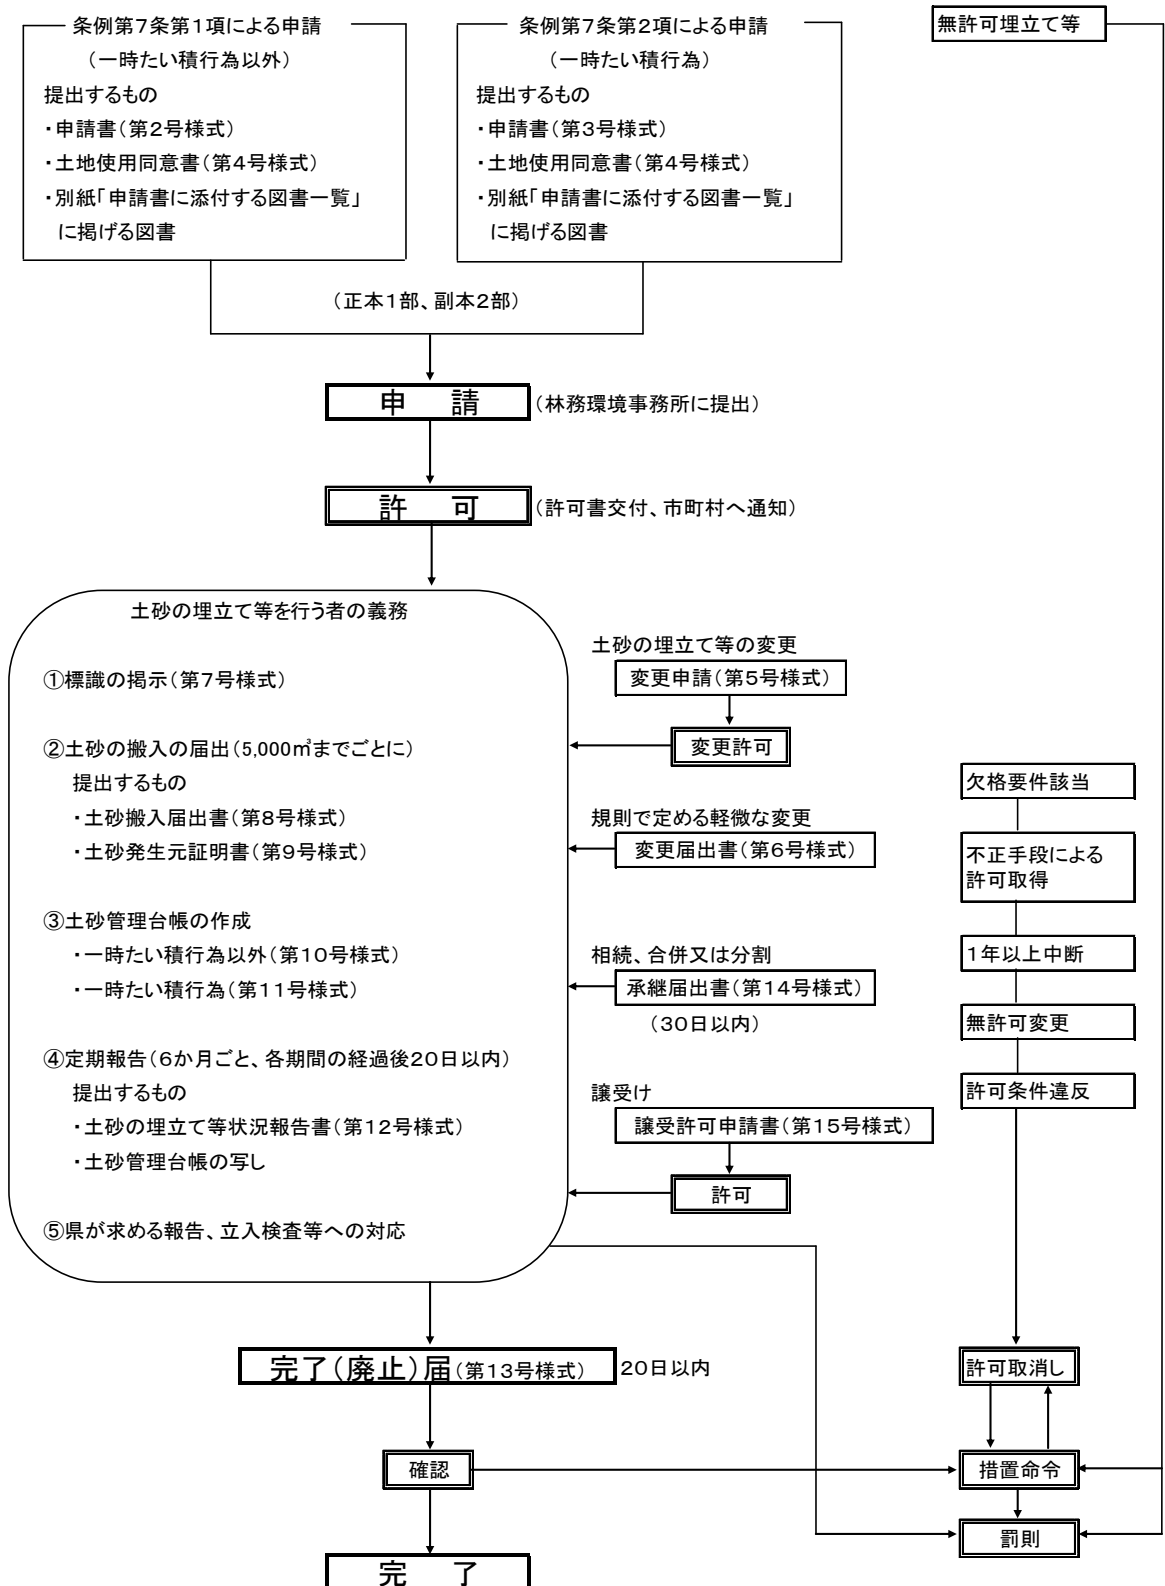 条例第7条第1項による申請
（一時たい積行為以外）
提出するもの
・申請書（第2号様式）
・土地使用同意書（第4号様式）
・別紙「申請書に添付する図書一覧」
に掲げる図書
条例第7条第2項による申請
（一時たい積行為）
提出するもの
・申請書（第3号様式）
・土地使用同意書（第4号様式）
・別紙「申請書に添付する図書一覧」
に掲げる図書
無許可埋立て等
（正本1部、副本2部）
申　請 （林務環境事務所に提出）
許　可 （許可書交付、市町村へ通知）
土砂の埋立て等を行う者の義務
①標識の掲示（第7号様式）
②土砂の搬入の届出（5,000㎥までごとに）
提出するもの
・土砂搬入届出書（第8号様式）
・土砂発生元証明書（第9号様式）
③土砂管理台帳の作成
・一時たい積行為以外（第10号様式）
・一時たい積行為（第11号様式）
④定期報告（6か月ごと、各期間の経過後20日以内）
提出するもの
・土砂の埋立て等状況報告書（第12号様式）
・土砂管理台帳の写し
⑤県が求める報告、立入検査等への対応
土砂の埋立て等の変更
変更申請（第5号様式）
変更許可
規則で定める軽微な変更
変更届出書（第6号様式）
相続、合併又は分割
承継届出書（第14号様式）
（30日以内）
譲受け
譲受許可申請書（第15号様式）
許可
欠格要件該当
不正手段による
許可取得
1年以上中断
無許可変更
許可条件違反
完了（廃止）届（第13号様式） 20日以内
許可取消し
確認
措置命令
罰則
完　了